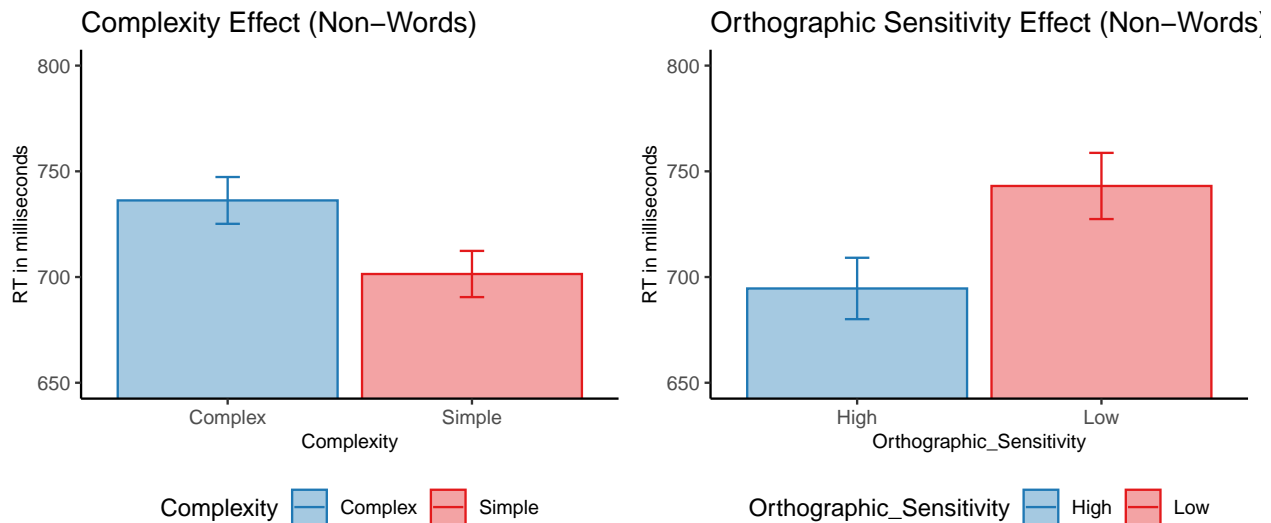 Complexity Effect (Non−Words)
800
750
700
650
RT in milliseconds
Complex Simple
Complexity
Complexity Complex Simple
Orthographic Sensitivity Effect (Non−Words)
800
750
700
650
RT in milliseconds
High Low
Orthographic_Sensitivity
Orthographic_Sensitivity High Low